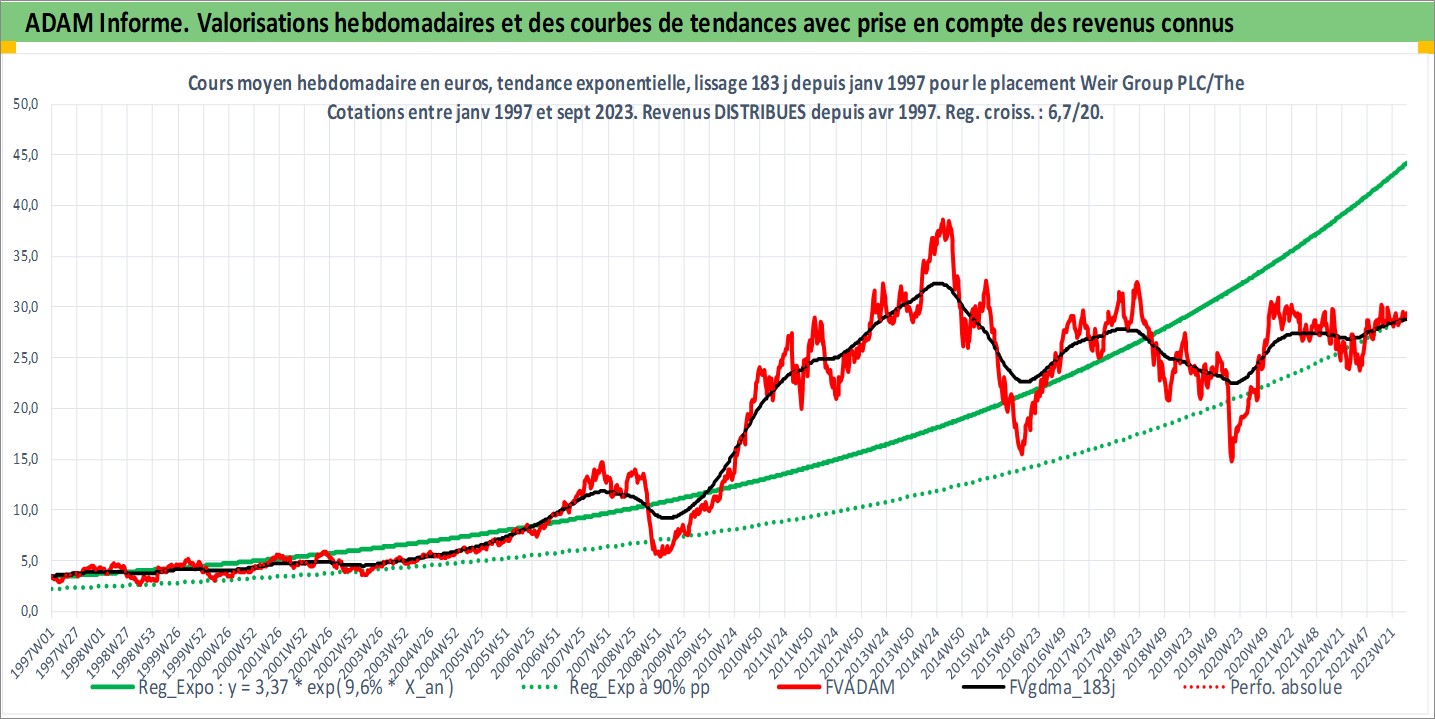 ADAM Informe. Valorisations hebdomadaires et des courbes de tendances avec prise en compte des revenus connus
Cours moyen hebdomadaire en euros, tendance exponentielle, lissage 183 j depuis janv 1997 pour le placement Weir Group PLC/The
Cotations entre janv 1997 et sept 2023. Revenus DISTRIBUES depuis avr 1997. Reg. croiss. : 6,7/20.
50,0
45,0
40,0
35,0
30,0
25,0
20,0
15,0
10,0
5,0
0,0
1997W01
1997W27
1998W01
1998W27
1998W53
1999W26
1999W52
2000W26
2000W52
2001W26
2001W52
2002W26
2002W52
2003W26
2003W52
2004W26
2004W52
2005W25
2005W51
2006W25
2006W51
2007W25
2007W51
2008W25
2008W51
2009W25
2009W51
2010W24
2010W50
2011W24
2011W50
2012W24
2012W50
2013W24
2013W50
2014W24
2014W50
2015W24
2015W50
2016W23
2016W49
2017W23
2017W49
2018W23
2018W49
2019W23
2019W49
2020W23
2020W49
2021W22
2021W48
2022W21
2022W47
2023W21
Reg_Expo : y = 3,37 * exp( 9,6% * X_an )
Reg_Exp à 90% pp
FVADAM
FVgdma_183j
Perfo. absolue